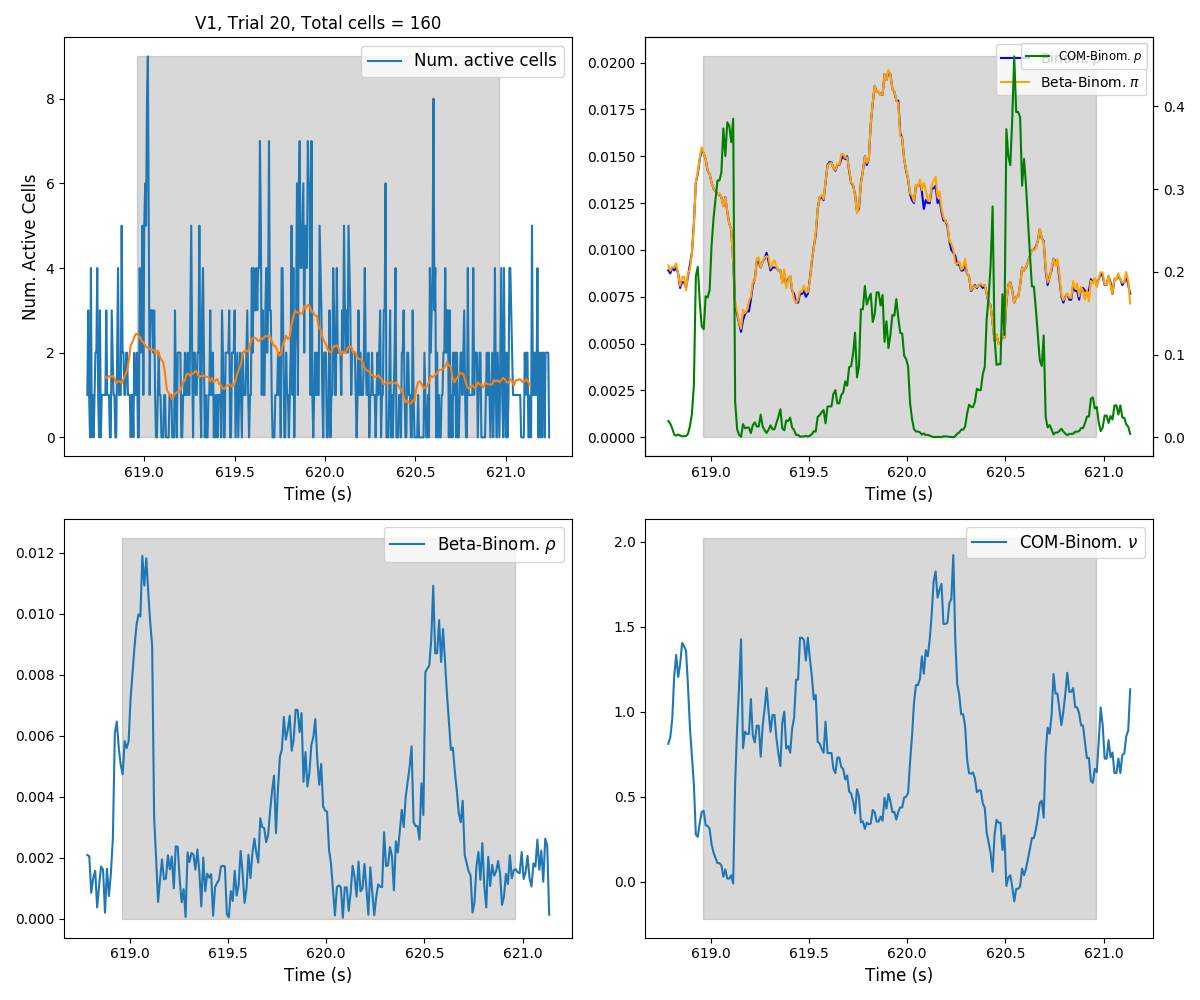 V1, Trial 20, Total cells = 160
Num. active cells
Num. Active Cells
8
6
4
2
0
619.0 619.5 620.0 620.5 621.0
Time (s)
COM-Binom. p
Beta-Binom. π
0.0200
0.0175
0.0150
0.0125
0.0100
0.0075
0.0050
0.0025
0.0000
0.4
0.3
0.2
0.1
0.0
619.0 619.5 620.0 620.5 621.0
Time (s)
Beta-Binom. ρ
0.012
0.010
0.008
0.006
0.004
0.002
0.000
619.0 619.5 620.0 620.5 621.0
Time (s)
COM-Binom. ν
2.0
1.5
1.0
0.5
0.0
619.0 619.5 620.0 620.5 621.0
Time (s)